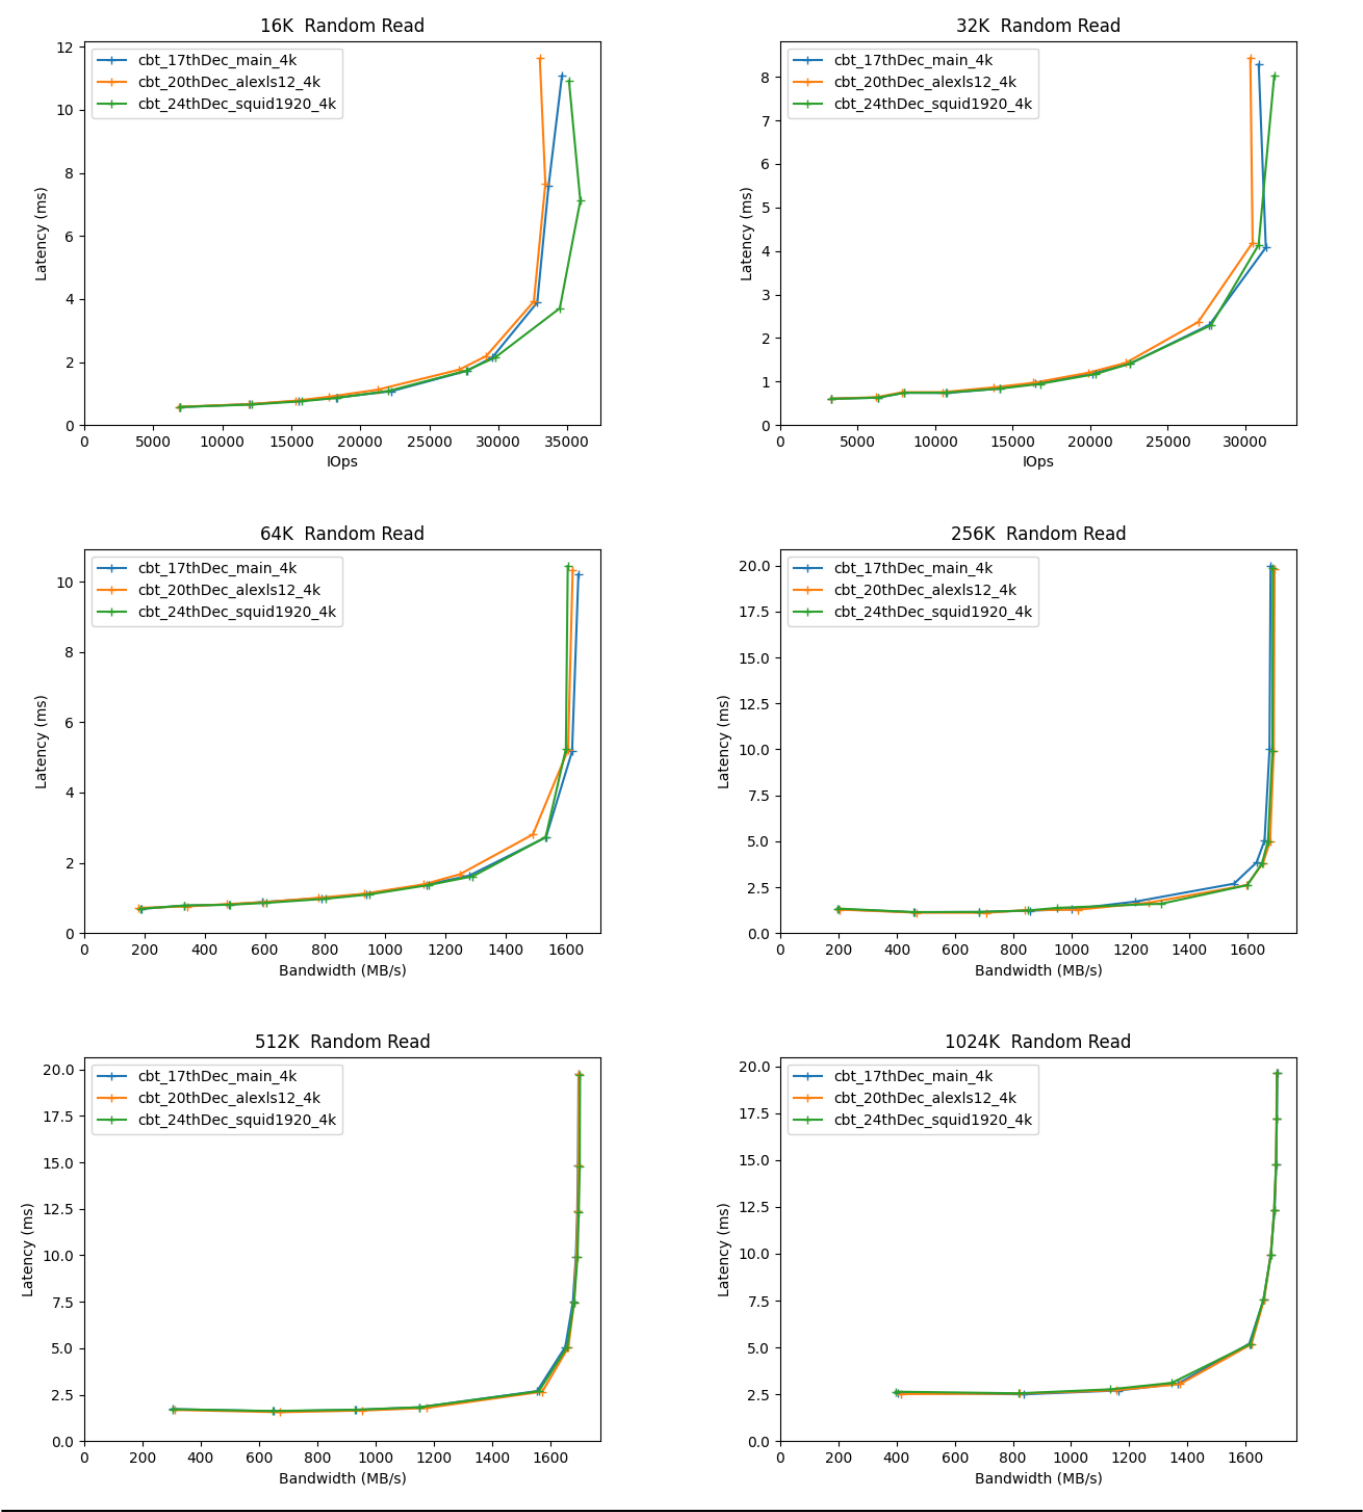 16K  Random Read
cbt_17thDec_main_4k
cbt_20thDec_alexls12_4k
cbt_24thDec_squid1920_4k
12
10
8
6
4
2
0
Latency (ms)
0 5000 10000 15000 20000 25000 30000 35000
IOps
32K  Random Read
cbt_17thDec_main_4k
cbt_20thDec_alexls12_4k
cbt_24thDec_squid1920_4k
8
7
6
5
4
3
2
1
0
Latency (ms)
0 5000 10000 15000 20000 25000 30000
IOps
64K  Random Read
cbt_17thDec_main_4k
cbt_20thDec_alexls12_4k
cbt_24thDec_squid1920_4k
10
8
6
4
2
0
Latency (ms)
0 200 400 600 800 1000 1200 1400 1600
Bandwidth (MB/s)
256K  Random Read
cbt_17thDec_main_4k
cbt_20thDec_alexls12_4k
cbt_24thDec_squid1920_4k
20.0
17.5
15.0
12.5
10.0
7.5
5.0
2.5
0.0
Latency (ms)
0 200 400 600 800 1000 1200 1400 1600
Bandwidth (MB/s)
512K  Random Read
cbt_17thDec_main_4k
cbt_20thDec_alexls12_4k
cbt_24thDec_squid1920_4k
20.0
17.5
15.0
12.5
10.0
7.5
5.0
2.5
0.0
Latency (ms)
0 200 400 600 800 1000 1200 1400 1600
Bandwidth (MB/s)
1024K  Random Read
cbt_17thDec_main_4k
cbt_20thDec_alexls12_4k
cbt_24thDec_squid1920_4k
20.0
17.5
15.0
12.5
10.0
7.5
5.0
2.5
0.0
Latency (ms)
0 200 400 600 800 1000 1200 1400 1600
Bandwidth (MB/s)